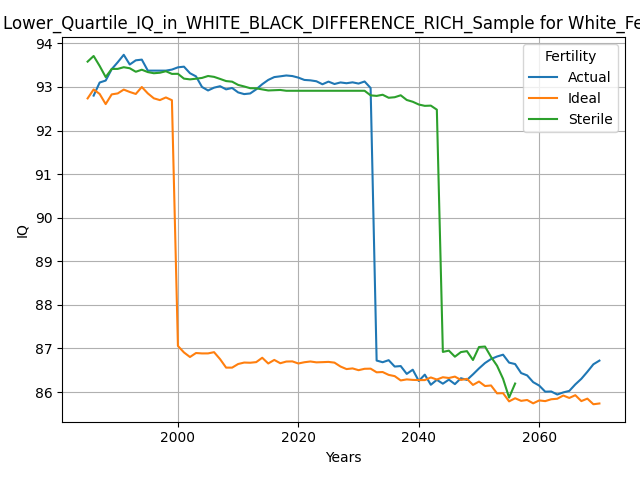 Lower_Quartile_IQ_in_WHITE_BLACK_DIFFERENCE_RICH_Sample for White_Fe
Fertility
Actual
Ideal
Sterile
94
93
92
91
90
89
88
87
86
IQ
2000
2020
2040
2060
Years